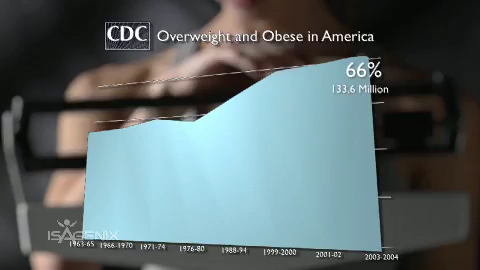 CDC Overweight and Obese in America
66%
133.6 Million
1963-65 1966-1970 1971-74 1976-80 1988-94 1999-2000 2001-02 2003-2004
ISAGENIX